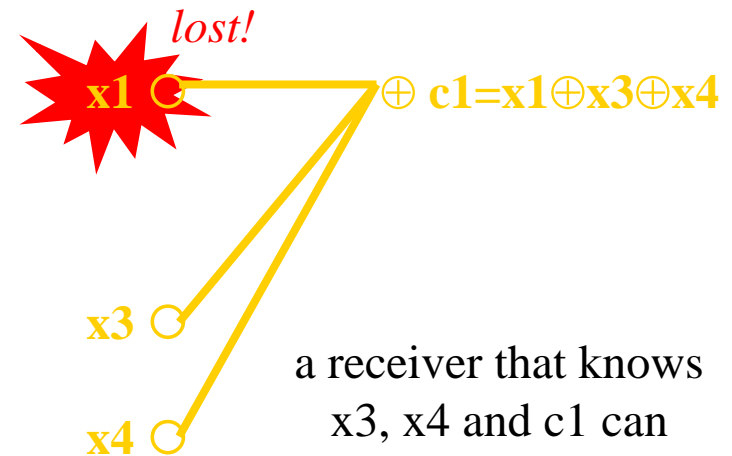 lost!
x1 ⊕ c1=x1⊕x3⊕x4
x3
a receiver that knows
x3, x4 and c1 can
x4